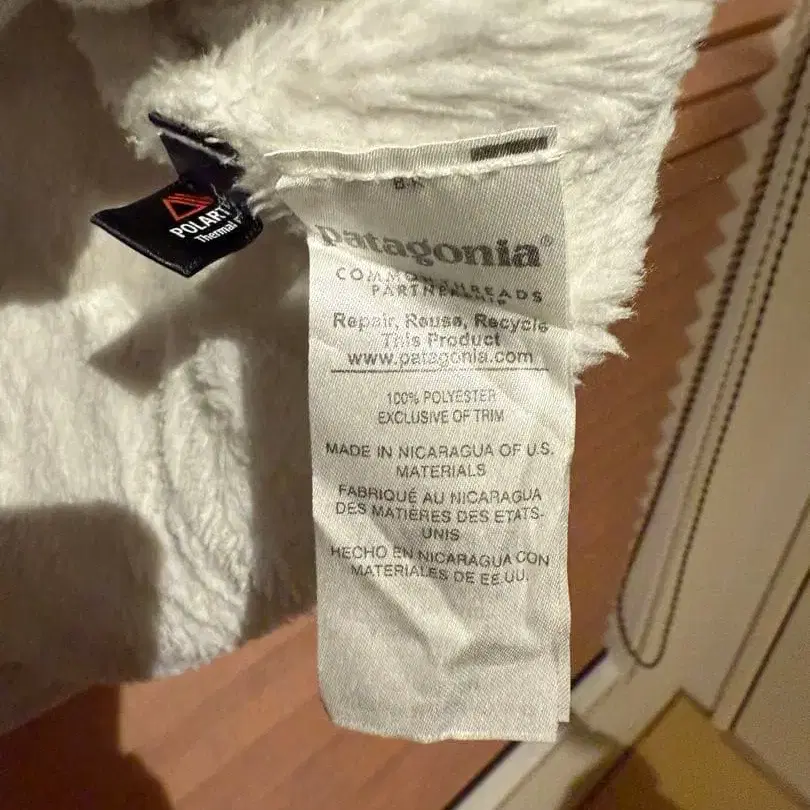 patagonia®
COMMON THREADS
PARTNERSHIP
Repair, Reuse, Recycle
This Product
www.patagonia.com
100% POLYESTER
EXCLUSIVE OF TRIM
MADE IN NICARAGUA OF U.S.
MATERIALS
FABRIQUÉ AU NICARAGUA
DES MATIÈRES DES ETATS-
UNIS
HECHO EN NICARAGUA CON
MATERIALES DE EE.UU.
POLART
Thermal